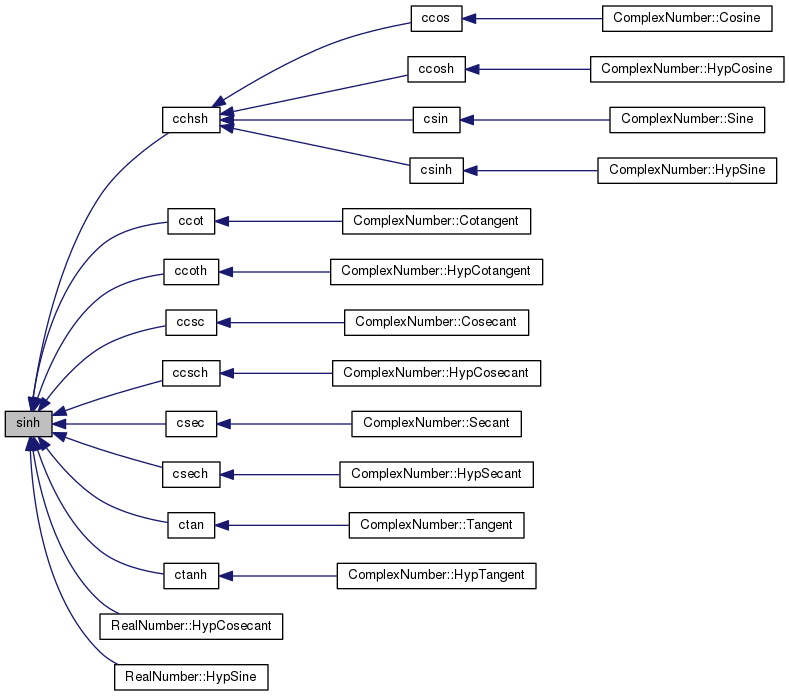 ccos
ComplexNumber::Cosine
ccosh
ComplexNumber::HypCosine
cchsh
csin
ComplexNumber::Sine
csinh
ComplexNumber::HypSine
ccot
ComplexNumber::Cotangent
ccoth
ComplexNumber::HypCotangent
ccsc
ComplexNumber::Cosecant
ccsch
ComplexNumber::HypCosecant
sinh
csec
ComplexNumber::Secant
csech
ComplexNumber::HypSecant
ctan
ComplexNumber::Tangent
ctanh
ComplexNumber::HypTangent
RealNumber::HypCosecant
RealNumber::HypSine